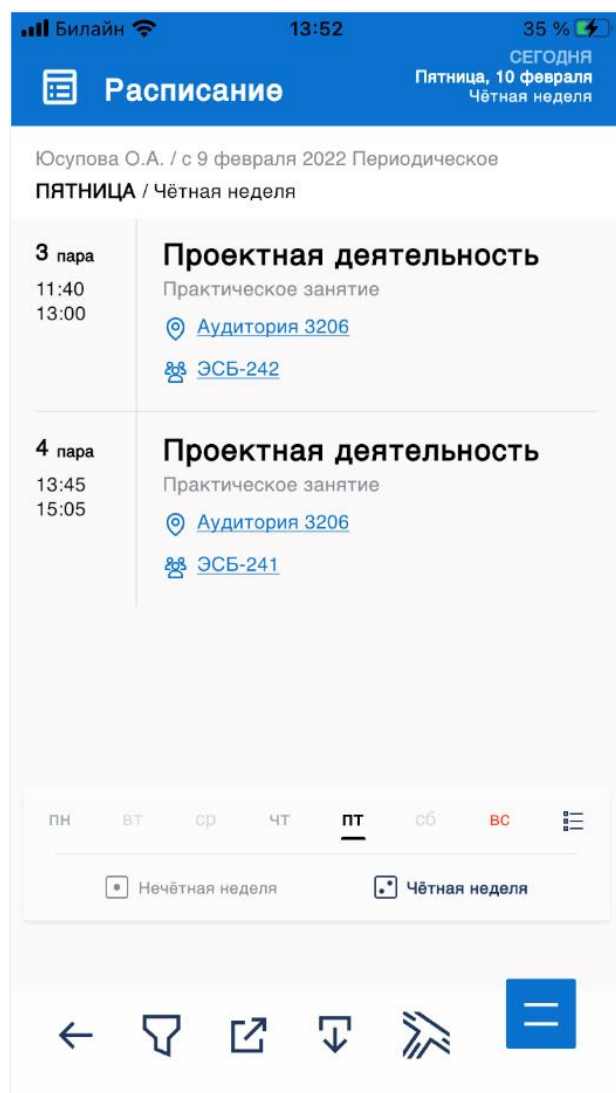 Билайн 13:52 35 %
СЕГОДНЯ
Расписание
Пятница, 10 февраля
Чётная неделя
Юсупова О.А. / с 9 февраля 2022 Периодическое
ПЯТНИЦА / Чётная неделя
3 пара
11:40
13:00
Проектная деятельность
Практическое занятие
Аудитория 3206
ЭСБ-242
4 пара
13:45
15:05
Проектная деятельность
Практическое занятие
Аудитория 3206
ЭСБ-241
пн вт ср чт пт сб вс
Нечётная неделя Чётная неделя